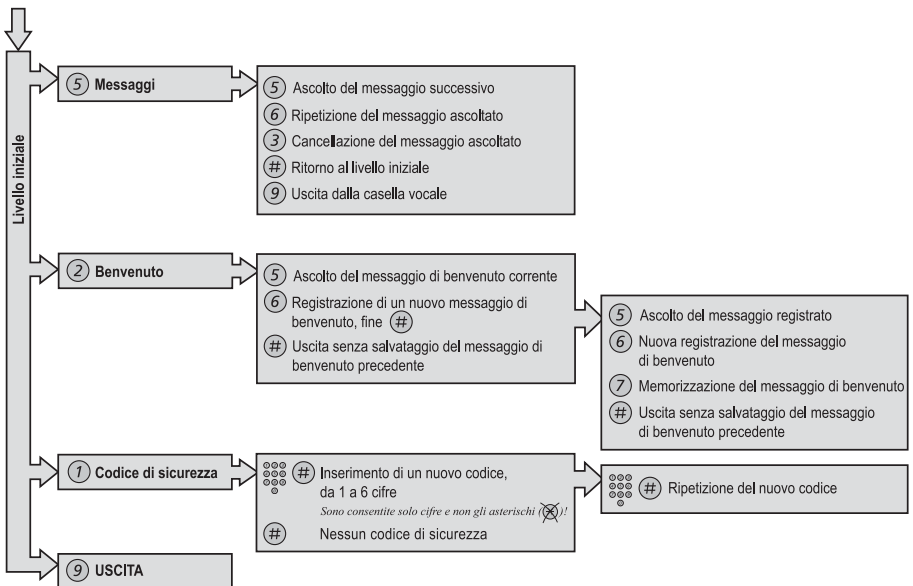 Livello iniziale
5 Messaggi
5 Ascolto del messaggio successivo
6 Ripetizione del messaggio ascoltato
3 Cancellazione del messaggio ascoltato
# Ritorno al livello iniziale
9 Uscita dalla casella vocale
2 Benvenuto
5 Ascolto del messaggio di benvenuto corrente
6 Registrazione di un nuovo messaggio di
benvenuto, fine #
# Uscita senza salvataggio del messaggio di
benvenuto precedente
5 Ascolto del messaggio registrato
6 Nuova registrazione del messaggio
di benvenuto
7 Memorizzazione del messaggio di benvenuto
# Uscita senza salvataggio del messaggio
di benvenuto precedente
1 Codice di sicurezza
# Inserimento di un nuovo codice,
da 1 a 6 cifre
Sono consentite solo cifre e non gli asterischi (*)!
# Nessun codice di sicurezza
# Ripetizione del nuovo codice
9 USCITA